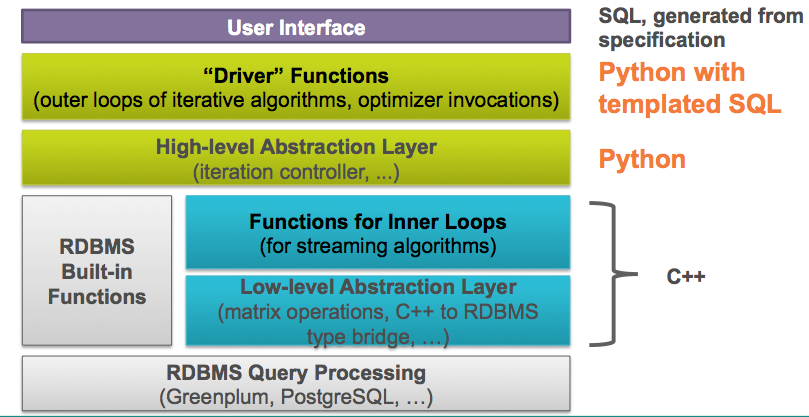 User Interface
SQL, generated from
specification
“Driver” Functions
(outer loops of iterative algorithms, optimizer invocations)
Python with
templated SQL
High-level Abstraction Layer
(iteration controller, ...)
Python
RDBMS
Built-in
Functions
Functions for Inner Loops
(for streaming algorithms)
Low-level Abstraction Layer
(matrix operations, C++ to RDBMS
type bridge, …)
C++
RDBMS Query Processing
(Greenplum, PostgreSQL, …)